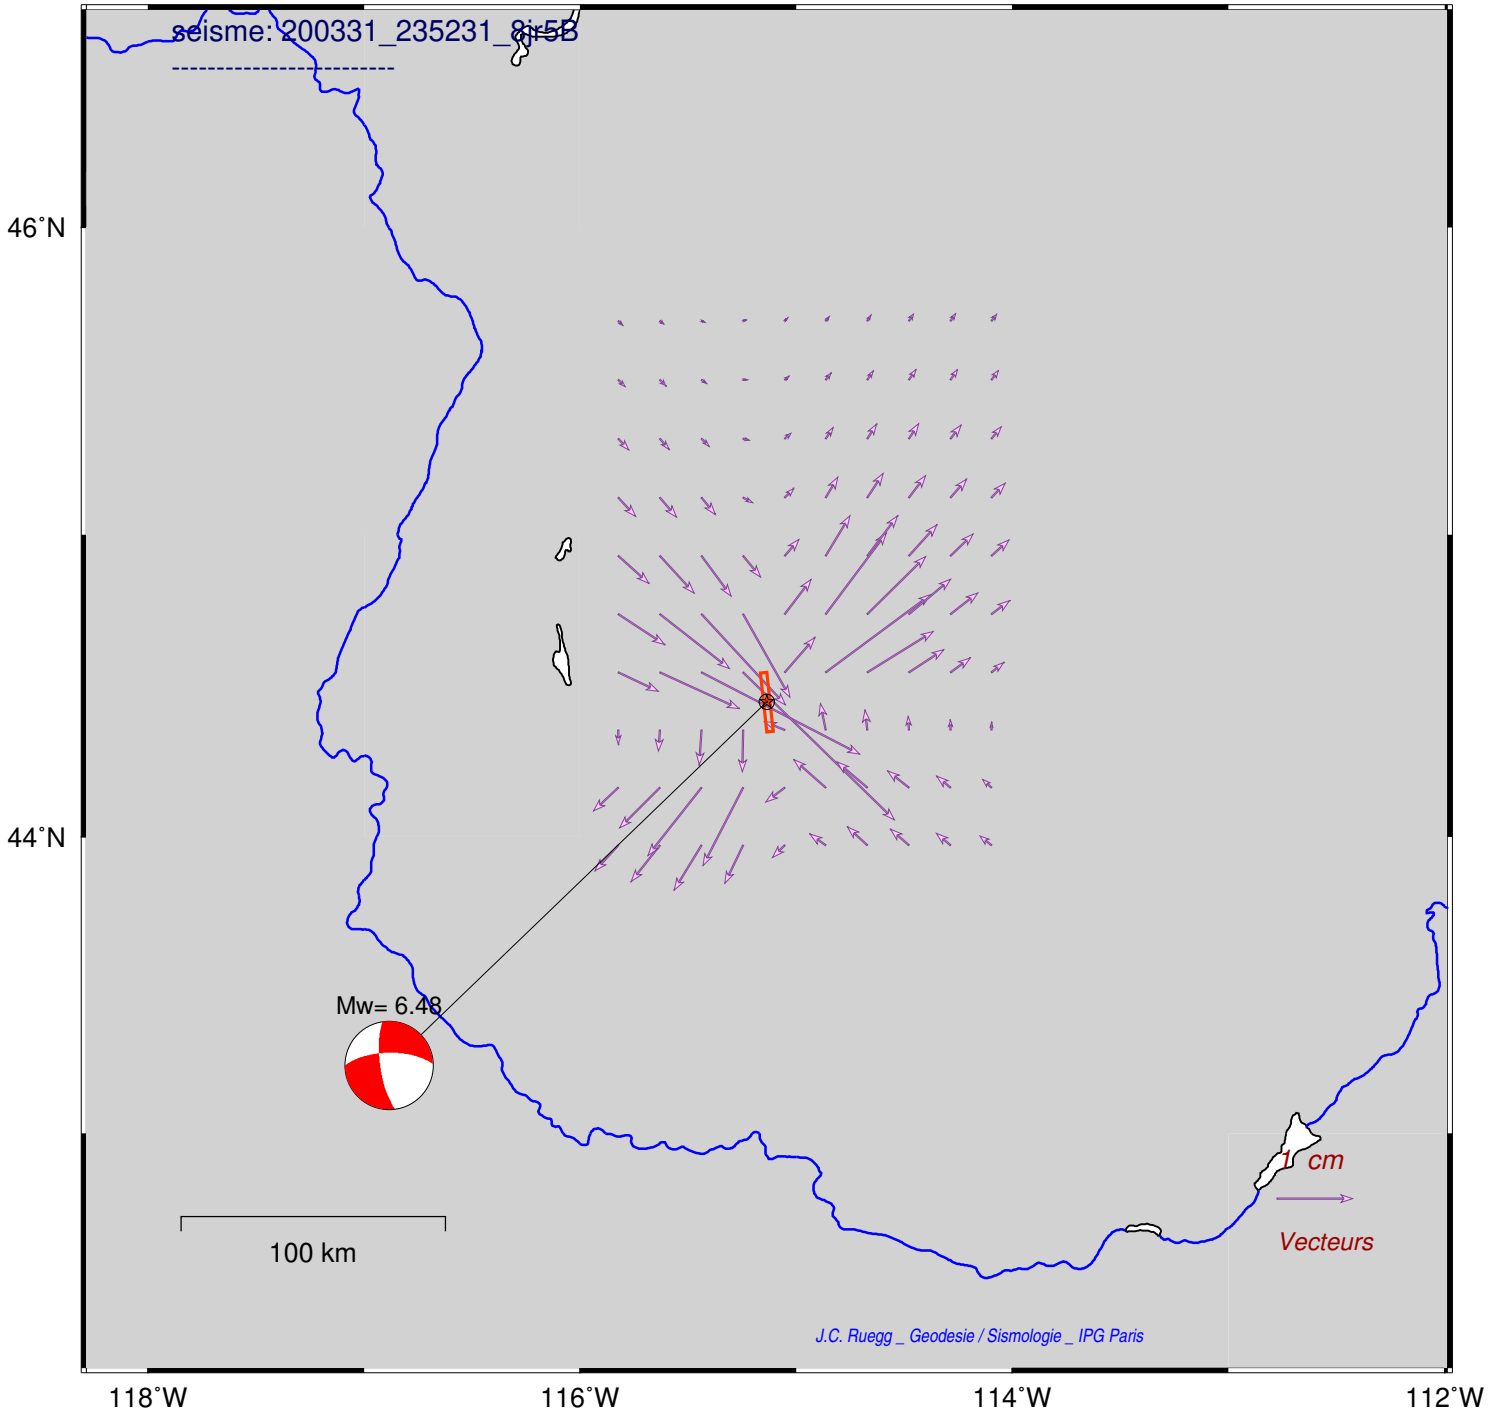 seisme: 200331_235231_8jr5B
----------------------
46°N
44°N
Mw= 6.48
1 cm
Vecteurs
100 km
J.C. Ruegg _ Geodesie / Sismologie _ IPG Paris
118°W 116°W 114°W 112°W